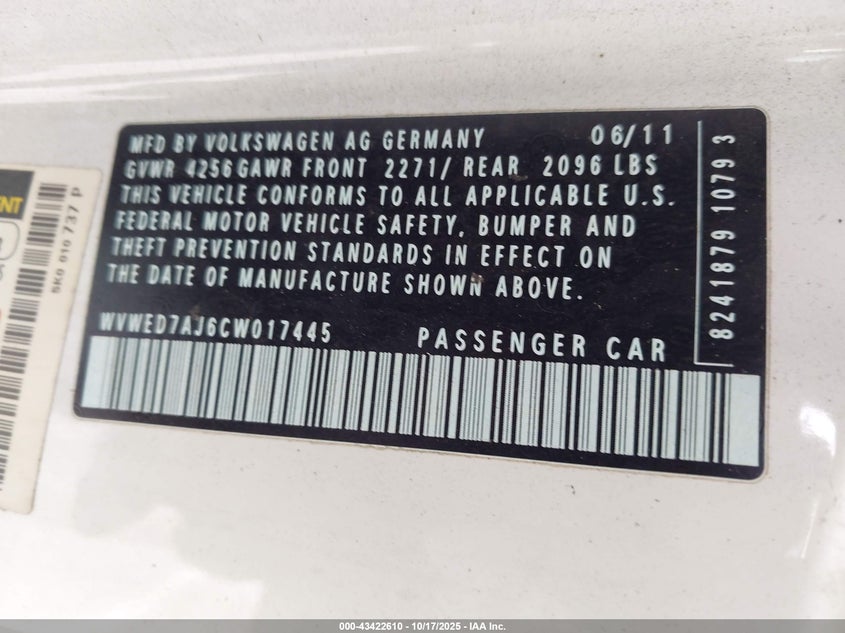 MFD BY VOLKSWAGEN AG GERMANY 06/11
GVWR 4256 GAWR FRONT 2271/ REAR 2096 LBS
THIS VEHICLE CONFORMS TO ALL APPLICABLE U.S.
FEDERAL MOTOR VEHICLE SAFETY, BUMPER AND
THEFT PREVENTION STANDARDS IN EFFECT ON
THE DATE OF MANUFACTURE SHOWN ABOVE.
WVWED7AJ6CW017445 PASSENGER CAR
8241879 1079 3
5K0 010 737 P
000-43422610 - 10/17/2025 - IAA Inc.